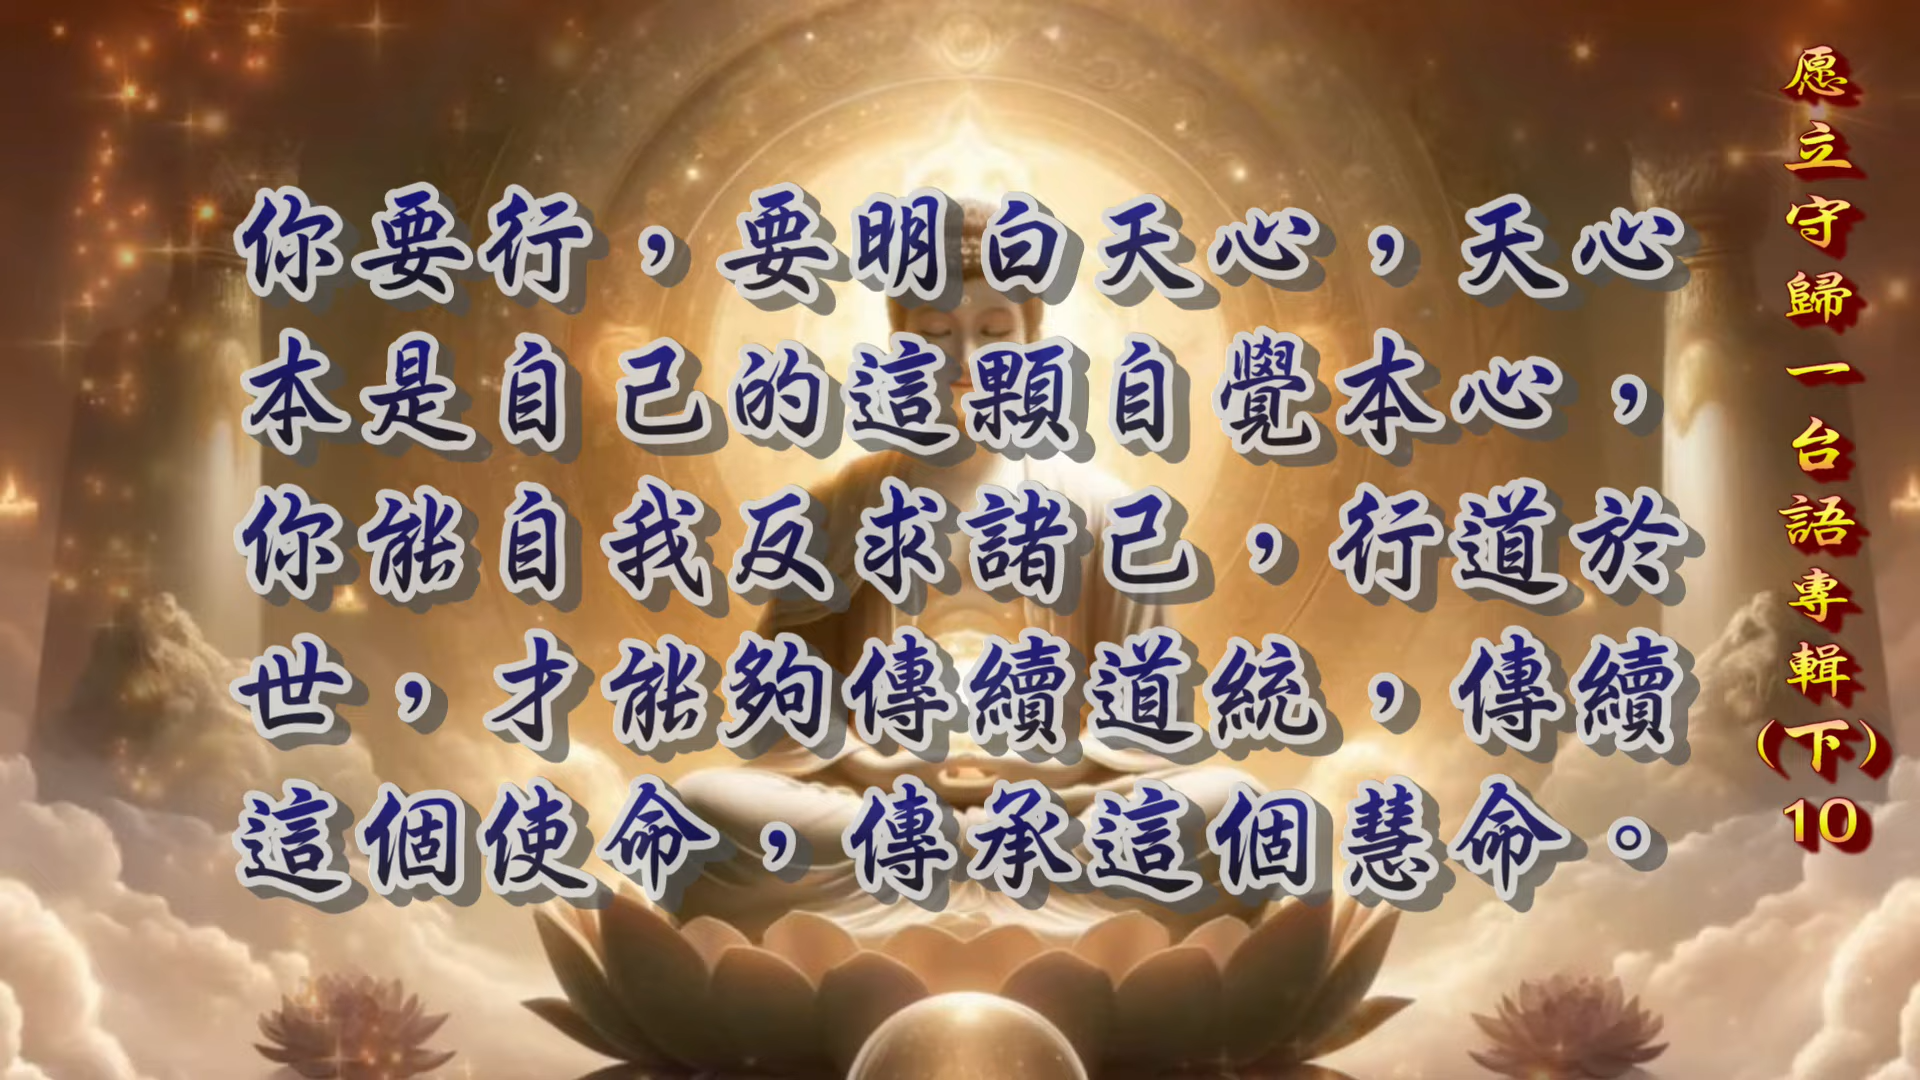 你要行，要明白天心，天心
本是自己的這顆自覺本心，
你能自我反求諸己，行道於
世，才能夠傳續道統，傳續
這個使命，傳承這個慧命。
愿立守歸一台語專輯(下)10